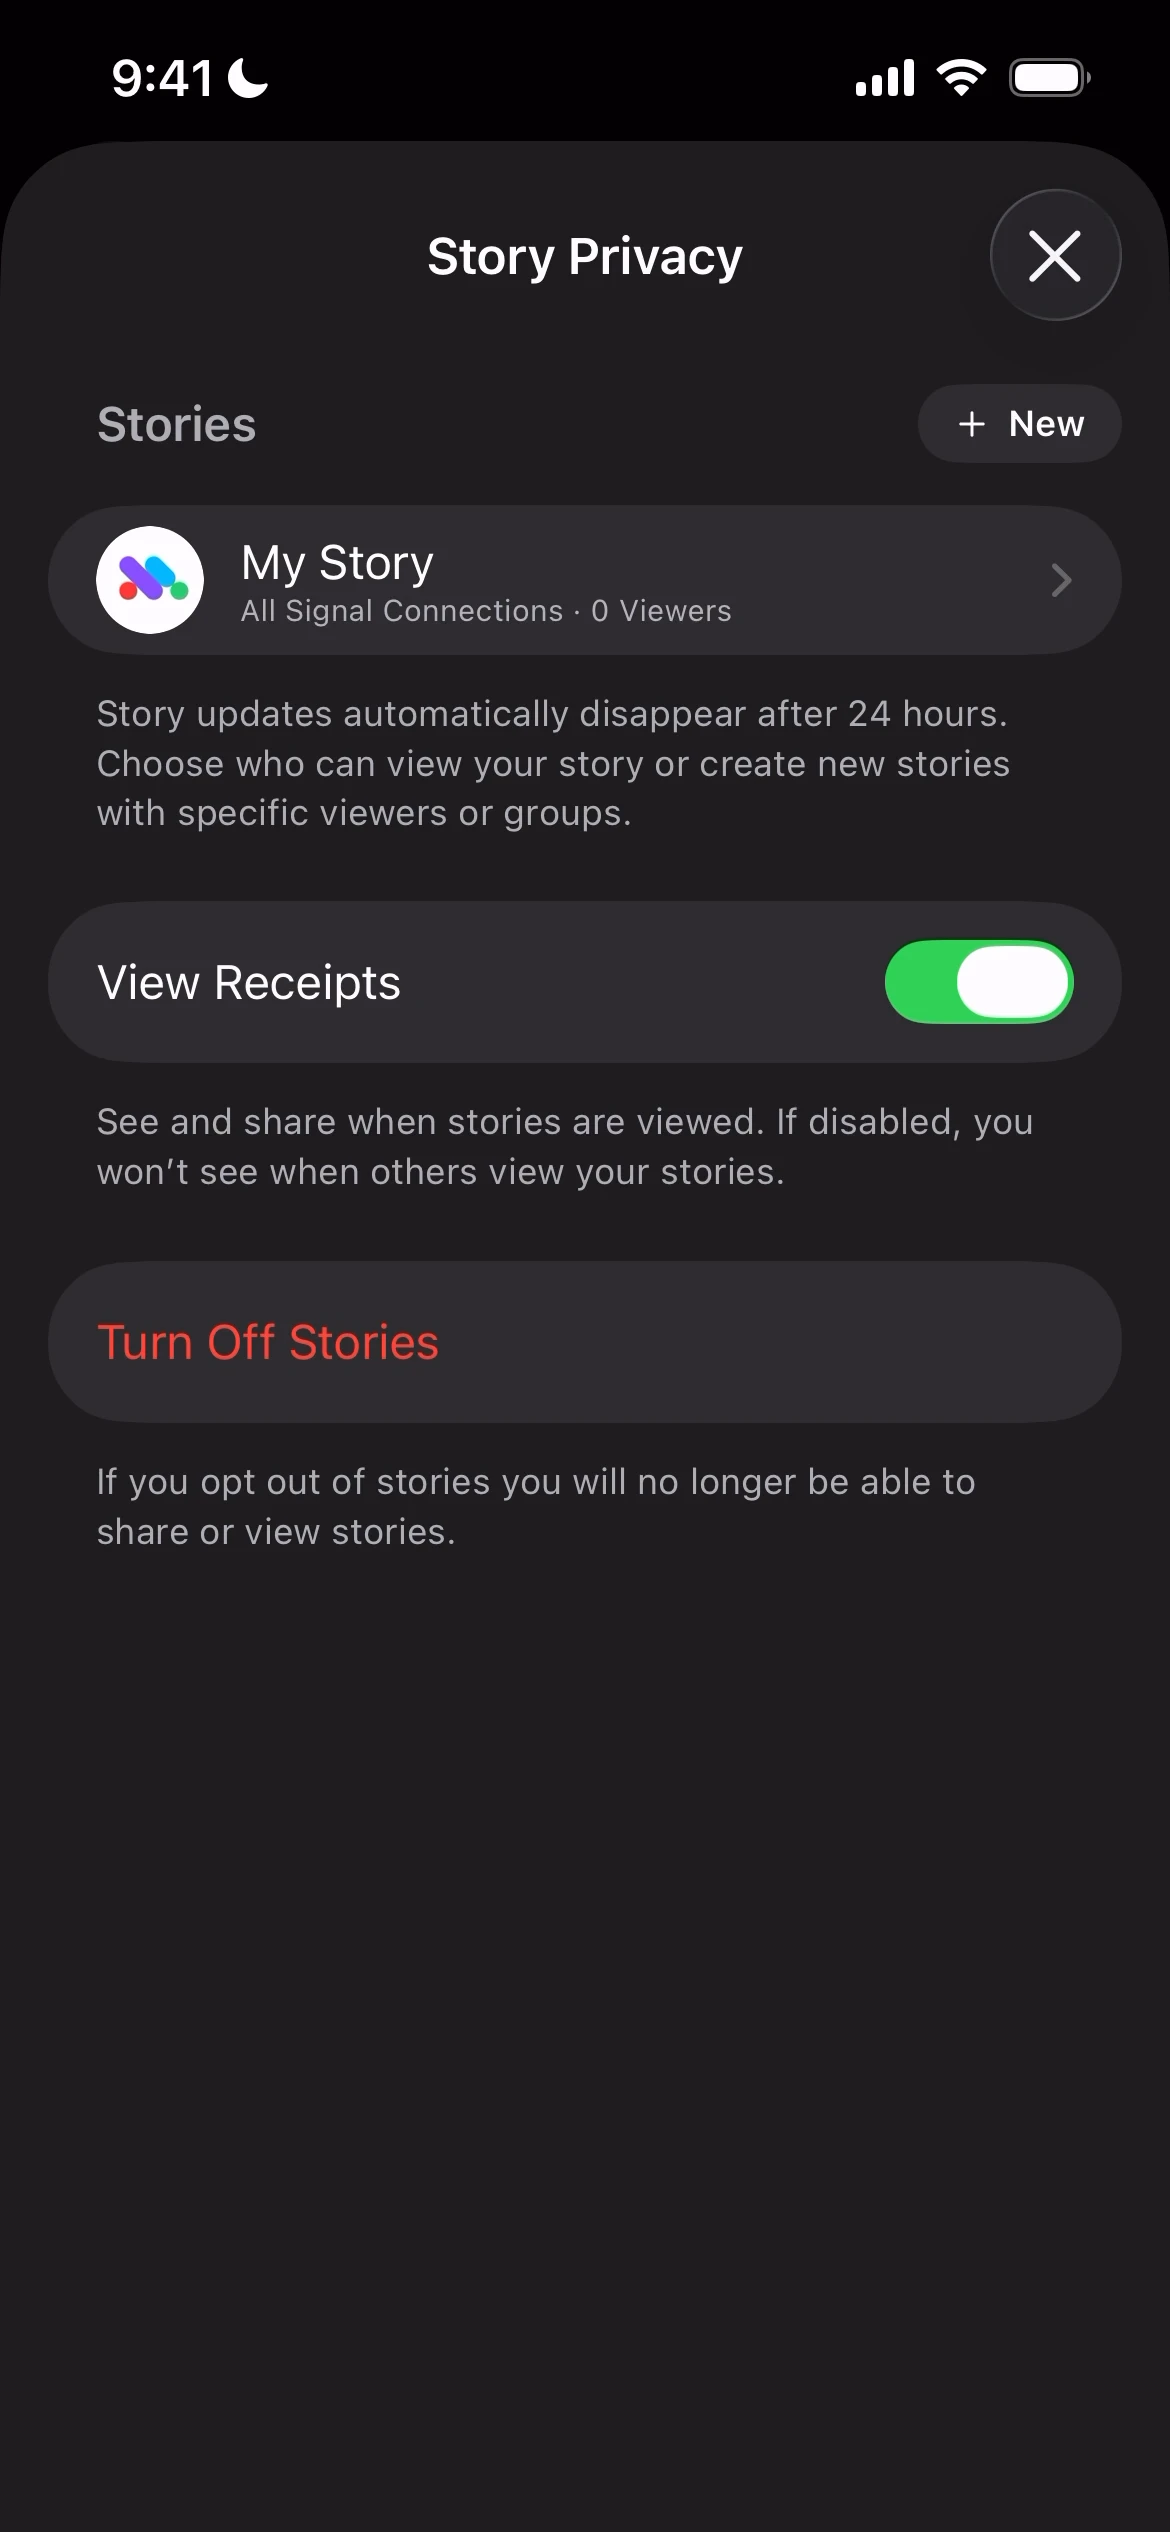 9:41
Story Privacy
Stories
+ New
My Story
All Signal Connections · 0 Viewers
Story updates automatically disappear after 24 hours.
Choose who can view your story or create new stories
with specific viewers or groups.
View Receipts
See and share when stories are viewed. If disabled, you
won’t see when others view your stories.
Turn Off Stories
If you opt out of stories you will no longer be able to
share or view stories.